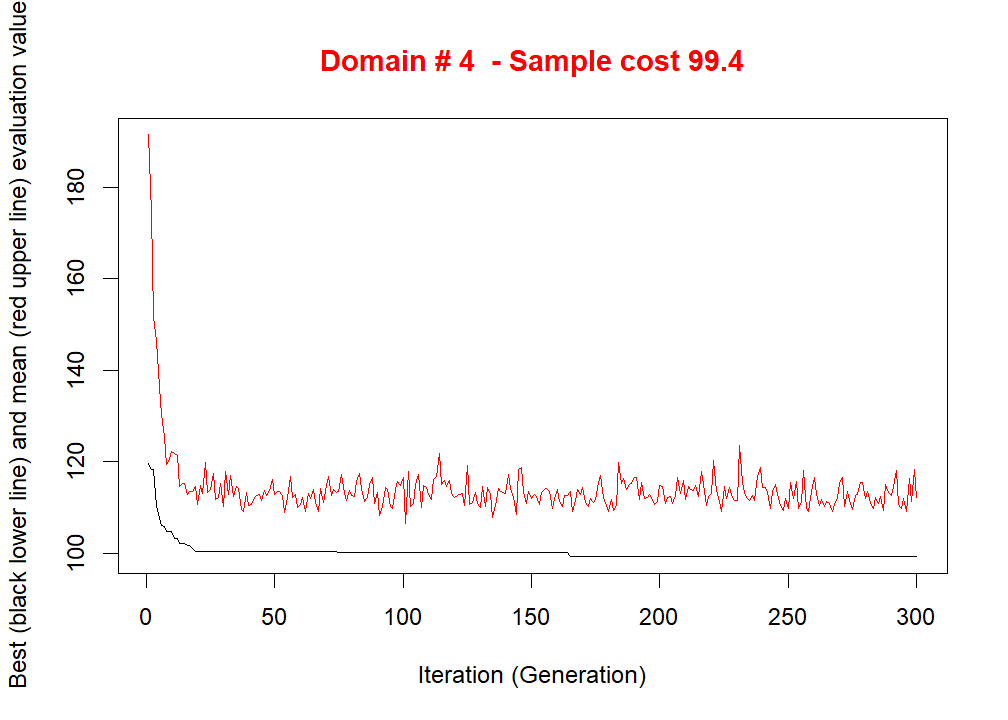 Domain # 4 - Sample cost 99.4
Best (black lower line) and mean (red upper line) evaluation value
180
160
140
120
100
0 50 100 150 200 250 300
Iteration (Generation)